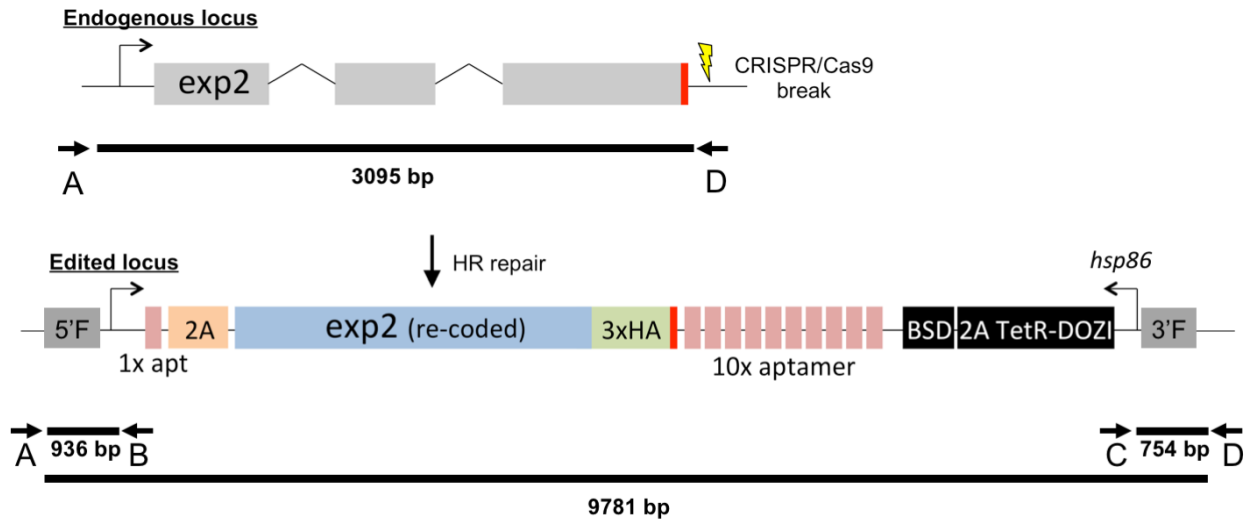 Endogenous locus
exp2
CRISPR/Cas9
break
A
D
3095 bp
Edited locus
HR repair
hsp86
5'F
2A
exp2 (re-coded)
3xHA
BSD
2A TetR-DOZI
3'F
1x apt
10x aptamer
A
936 bp
B
C
754 bp
D
9781 bp